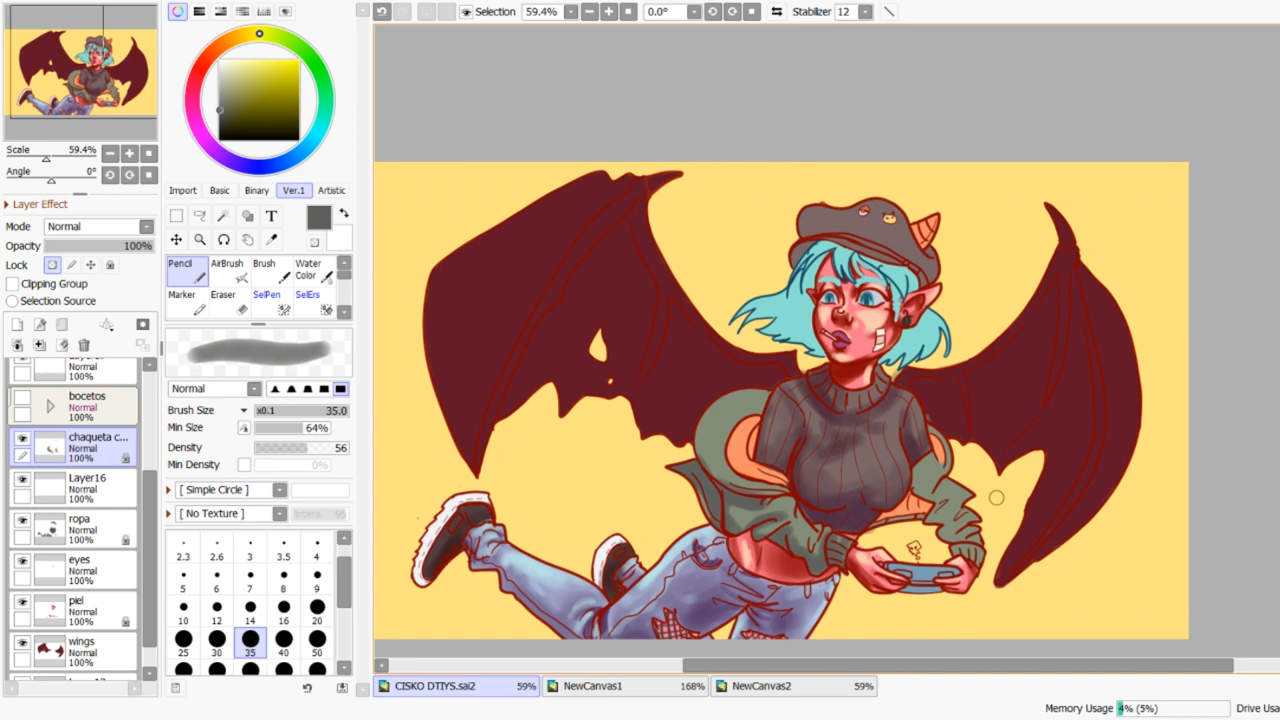 Selection 59.4% 0.0° Stabilizer 12
Scale 59.4%
Angle 0°
Layer Effect
Mode Normal
Opacity 100%
Lock
Clipping Group
Selection Source
Normal
100%
bocetos
Normal
100%
chaqueta c...
Normal
100%
Layer16
Normal
100%
ropa
Normal
100%
eyes
Normal
100%
piel
Normal
100%
wings
Normal
100%
Import Basic Binary Ver.1 Artistic
T
Pencil AirBrush Brush Water Color
Marker Eraser SelPen SelErs
Normal
Brush Size x0.1 35.0
Min Size 64%
Density 56
Min Density 0%
[ Simple Circle ]
[ No Texture ]
2.3 2.6 3 3.5 4
5 6 7 8 9
10 12 14 16 20
25 30 35 40 50
CISKO DTIYS.sai2 59% NewCanvas1 168% NewCanvas2 59%
Memory Usage 4% (5%) Drive Usa